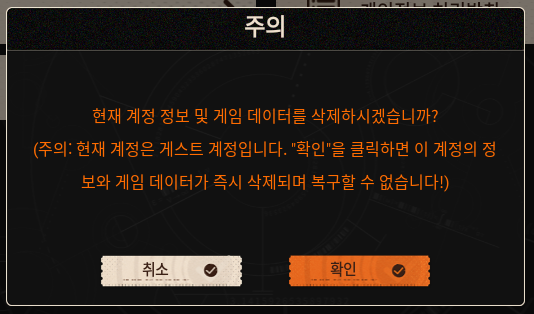 주의
현재 계정 정보 및 게임 데이터를 삭제하시겠습니까?
(주의: 현재 계정은 게스트 계정입니다. "확인"을 클릭하면 이 계정의 정
보와 게임 데이터가 즉시 삭제되며 복구할 수 없습니다!)
취소
확인